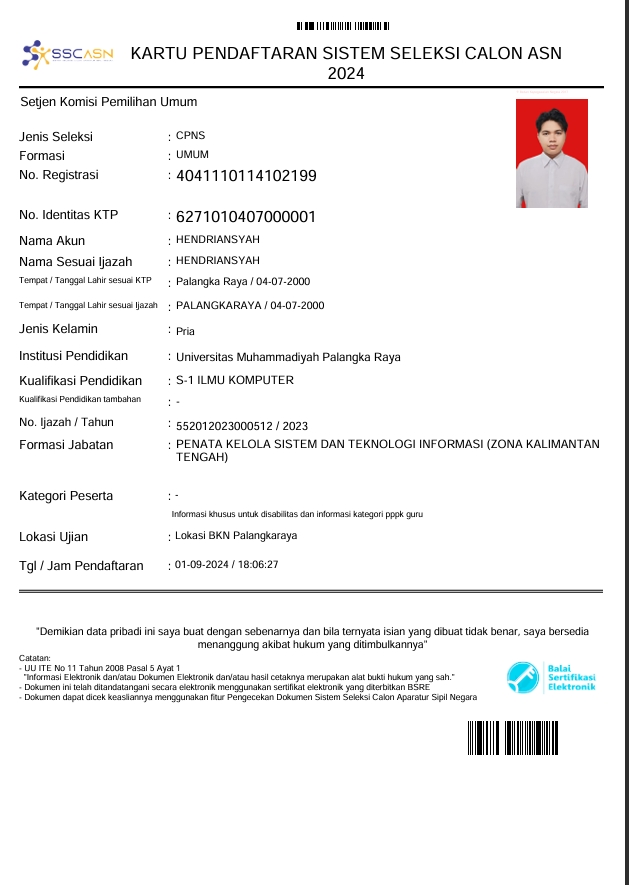 SSCASN
KARTU PENDAFTARAN SISTEM SELEKSI CALON ASN
2024
Setjen Komisi Pemilihan Umum
Jenis Seleksi : CPNS
Formasi : UMUM
No. Registrasi : 4041110114102199
No. Identitas KTP : 6271010407000001
Nama Akun : HENDRIANSYAH
Nama Sesuai Ijazah : HENDRIANSYAH
Tempat / Tanggal Lahir sesuai KTP : Palangka Raya / 04-07-2000
Tempat / Tanggal Lahir sesuai Ijazah : PALANGKARAYA / 04-07-2000
Jenis Kelamin : Pria
Institusi Pendidikan : Universitas Muhammadiyah Palangka Raya
Kualifikasi Pendidikan : S-1 ILMU KOMPUTER
Kualifikasi Pendidikan tambahan : -
No. Ijazah / Tahun : 552012023000512 / 2023
Formasi Jabatan : PENATA KELOLA SISTEM DAN TEKNOLOGI INFORMASI (ZONA KALIMANTAN
TENGAH)
Kategori Peserta : -
Informasi khusus untuk disabilitas dan informasi kategori pppk guru
Lokasi Ujian : Lokasi BKN Palangkaraya
Tgl / Jam Pendaftaran : 01-09-2024 / 18:06:27
"Demikian data pribadi ini saya buat dengan sebenarnya dan bila ternyata isian yang dibuat tidak benar, saya bersedia
menanggung akibat hukum yang ditimbulkannya"
Catatan:
- UU ITE No 11 Tahun 2008 Pasal 5 Ayat 1
"Informasi Elektronik dan/atau Dokumen Elektronik dan/atau hasil cetaknya merupakan alat bukti hukum yang sah."
- Dokumen ini telah ditandatangani secara elektronik menggunakan sertifikat elektronik yang diterbitkan BSRE
- Dokumen dapat dicek keasliannya menggunakan fitur Pengecekan Dokumen Sistem Seleksi Calon Aparatur Sipil Negara
Balai
Sertifikasi
Elektronik